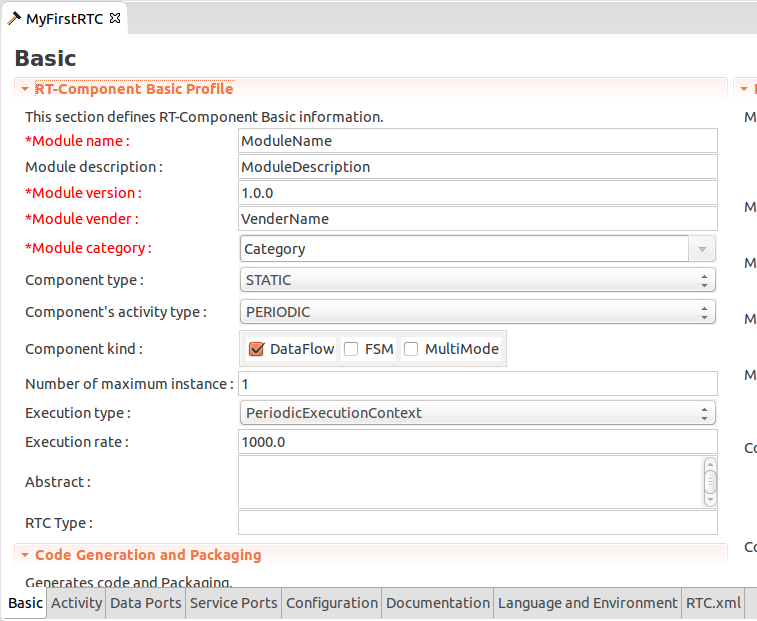 MyFirstRTC
Basic
RT-Component Basic Profile
This section defines RT-Component Basic information.
*Module name : ModuleName
Module description : ModuleDescription
*Module version : 1.0.0
*Module vender : VenderName
*Module category : Category
Component type : STATIC
Component's activity type : PERIODIC
Component kind : DataFlow FSM MultiMode
Number of maximum instance : 1
Execution type : PeriodicExecutionContext
Execution rate : 1000.0
Abstract :
RTC Type :
Code Generation and Packaging
Generates code and Packaging.
Basic Activity Data Ports Service Ports Configuration Documentation Language and Environment RTC.xml